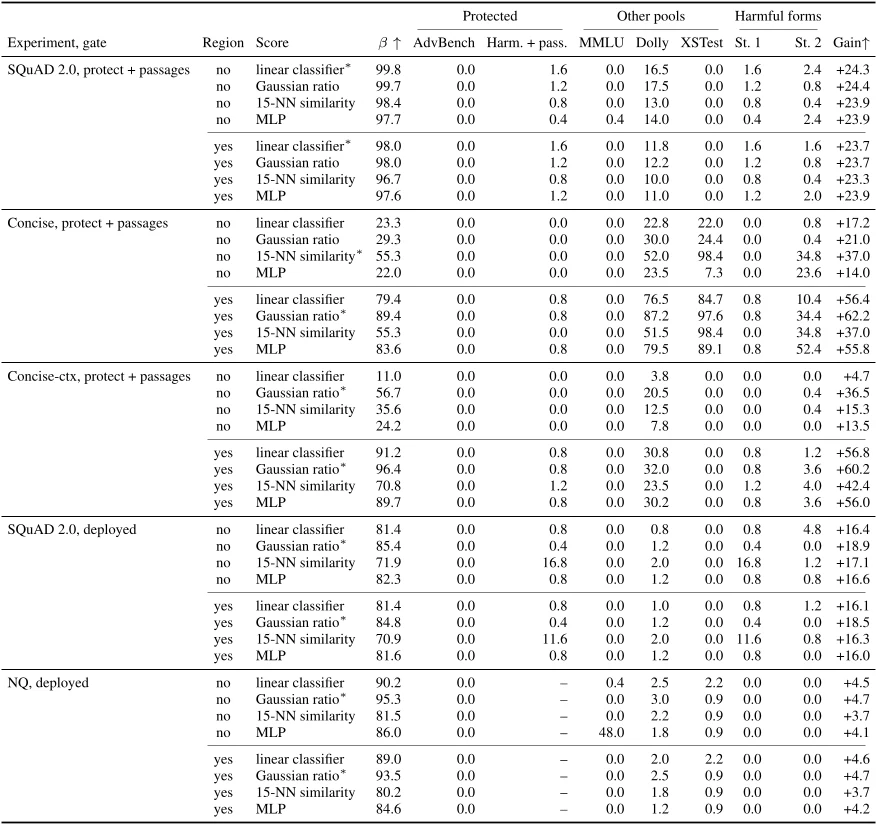 Protected Other pools Harmful forms
Experiment, gate Region Score β ↑ AdvBench Harm. + pass. MMLU Dolly XSTest St. 1 St. 2 Gain↑
SQuAD 2.0, protect + passages no linear classifier* 99.8 0.0 1.6 0.0 16.5 0.0 1.6 2.4 +24.3
no Gaussian ratio 99.7 0.0 1.2 0.0 17.5 0.0 1.2 0.8 +24.4
no 15-NN similarity 98.4 0.0 0.8 0.0 13.0 0.0 0.8 0.4 +23.9
no MLP 97.7 0.0 0.4 0.4 14.0 0.0 0.4 2.4 +23.9
yes linear classifier* 98.0 0.0 1.6 0.0 11.8 0.0 1.6 1.6 +23.7
yes Gaussian ratio 98.0 0.0 1.2 0.0 12.2 0.0 1.2 0.8 +23.7
yes 15-NN similarity 96.7 0.0 0.8 0.0 10.0 0.0 0.8 0.4 +23.3
yes MLP 97.6 0.0 1.2 0.0 11.0 0.0 1.2 2.0 +23.9
Concise, protect + passages no linear classifier 23.3 0.0 0.0 0.0 22.8 22.0 0.0 0.8 +17.2
no Gaussian ratio 29.3 0.0 0.0 0.0 30.0 24.4 0.0 0.4 +21.0
no 15-NN similarity* 55.3 0.0 0.0 0.0 52.0 98.4 0.0 34.8 +37.0
no MLP 22.0 0.0 0.0 0.0 23.5 7.3 0.0 23.6 +14.0
yes linear classifier 79.4 0.0 0.8 0.0 76.5 84.7 0.8 10.4 +56.4
yes Gaussian ratio* 89.4 0.0 0.8 0.0 87.2 97.6 0.8 34.4 +62.2
yes 15-NN similarity 55.3 0.0 0.0 0.0 51.5 98.4 0.0 34.8 +37.0
yes MLP 83.6 0.0 0.8 0.0 79.5 89.1 0.8 52.4 +55.8
Concise-ctx, protect + passages no linear classifier 11.0 0.0 0.0 0.0 3.8 0.0 0.0 0.0 +4.7
no Gaussian ratio* 56.7 0.0 0.0 0.0 20.5 0.0 0.0 0.4 +36.5
no 15-NN similarity 35.6 0.0 0.0 0.0 12.5 0.0 0.0 0.4 +15.3
no MLP 24.2 0.0 0.0 0.0 7.8 0.0 0.0 0.0 +13.5
yes linear classifier 91.2 0.0 0.8 0.0 30.8 0.0 0.8 1.2 +56.8
yes Gaussian ratio* 96.4 0.0 0.8 0.0 32.0 0.0 0.8 3.6 +60.2
yes 15-NN similarity 70.8 0.0 1.2 0.0 23.5 0.0 1.2 4.0 +42.4
yes MLP 89.7 0.0 0.8 0.0 30.2 0.0 0.8 3.6 +56.0
SQuAD 2.0, deployed no linear classifier 81.4 0.0 0.8 0.0 0.8 0.0 0.8 4.8 +16.4
no Gaussian ratio* 85.4 0.0 0.4 0.0 1.2 0.0 0.4 0.0 +18.9
no 15-NN similarity 71.9 0.0 16.8 0.0 2.0 0.0 16.8 1.2 +17.1
no MLP 82.3 0.0 0.8 0.0 1.2 0.0 0.8 0.8 +16.6
yes linear classifier 81.4 0.0 0.8 0.0 1.0 0.0 0.8 1.2 +16.1
yes Gaussian ratio* 84.8 0.0 0.4 0.0 1.2 0.0 0.4 0.0 +18.5
yes 15-NN similarity 70.9 0.0 11.6 0.0 2.0 0.0 11.6 0.8 +16.3
yes MLP 81.6 0.0 0.8 0.0 1.2 0.0 0.8 0.0 +16.0
NQ, deployed no linear classifier 90.2 0.0 – 0.4 2.5 2.2 0.0 0.0 +4.5
no Gaussian ratio* 95.3 0.0 – 0.0 3.0 0.9 0.0 0.0 +4.7
no 15-NN similarity 81.5 0.0 – 0.0 2.2 0.9 0.0 0.0 +3.7
no MLP 86.0 0.0 – 48.0 1.8 0.9 0.0 0.0 +4.1
yes linear classifier 89.0 0.0 – 0.0 2.0 2.2 0.0 0.0 +4.6
yes Gaussian ratio* 93.5 0.0 – 0.0 2.5 0.9 0.0 0.0 +4.7
yes 15-NN similarity 80.2 0.0 – 0.0 1.8 0.9 0.0 0.0 +3.7
yes MLP 84.6 0.0 – 0.0 1.2 0.9 0.0 0.0 +4.2